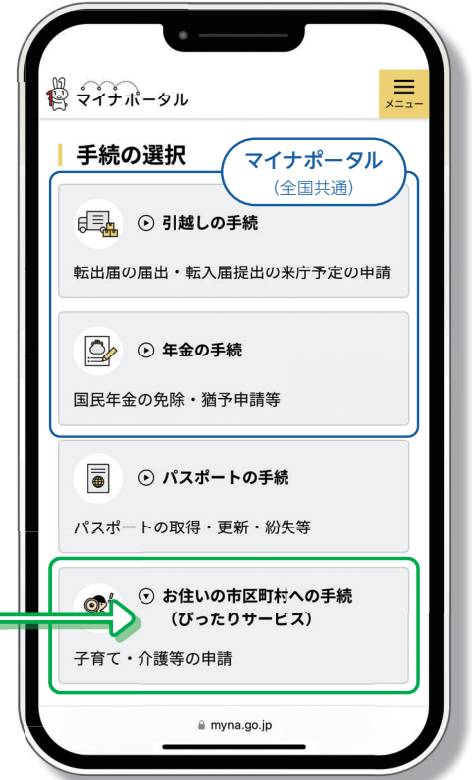 マイナポータル
メニュー
手続の選択
マイナポータル
(全国共通)
引越しの手続
転出届の届出・転入届提出の来庁予定の申請
年金の手続
国民年金の免除・猶予申請等
パスポートの手続
パスポートの取得・更新・紛失等
お住いの市区町村への手続
(ぴったりサービス)
子育て・介護等の申請
myna.go.jp